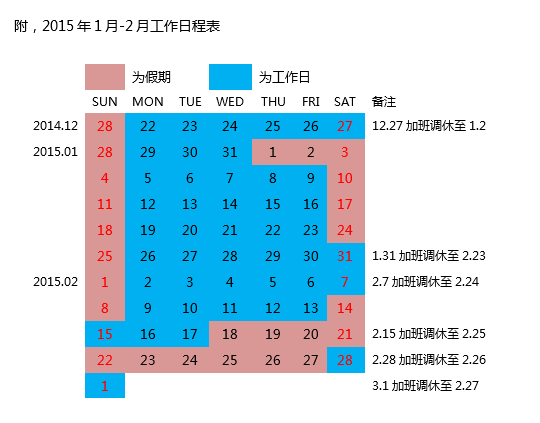 附，2015年1月-2月工作日程表
为假期 为工作日
SUN MON TUE WED THU FRI SAT 备注
2014.12 28 22 23 24 25 26 27 12.27加班调休至1.2
2015.01 28 29 30 31 1 2 3
4 5 6 7 8 9 10
11 12 13 14 15 16 17
18 19 20 21 22 23 24
25 26 27 28 29 30 31 1.31加班调休至2.23
2015.02 1 2 3 4 5 6 7 2.7加班调休至2.24
8 9 10 11 12 13 14
15 16 17 18 19 20 21 2.15加班调休至2.25
22 23 24 25 26 27 28 2.28加班调休至2.26
1 3.1加班调休至2.27